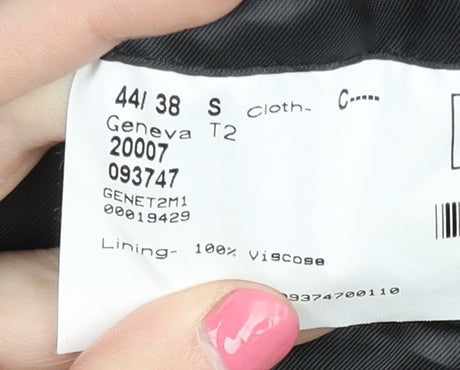 44/ 38 S Cloth- C-----
Geneva T2
20007
093747
GENET2M1
00019429
Lining- 100% Viscose
09374700110